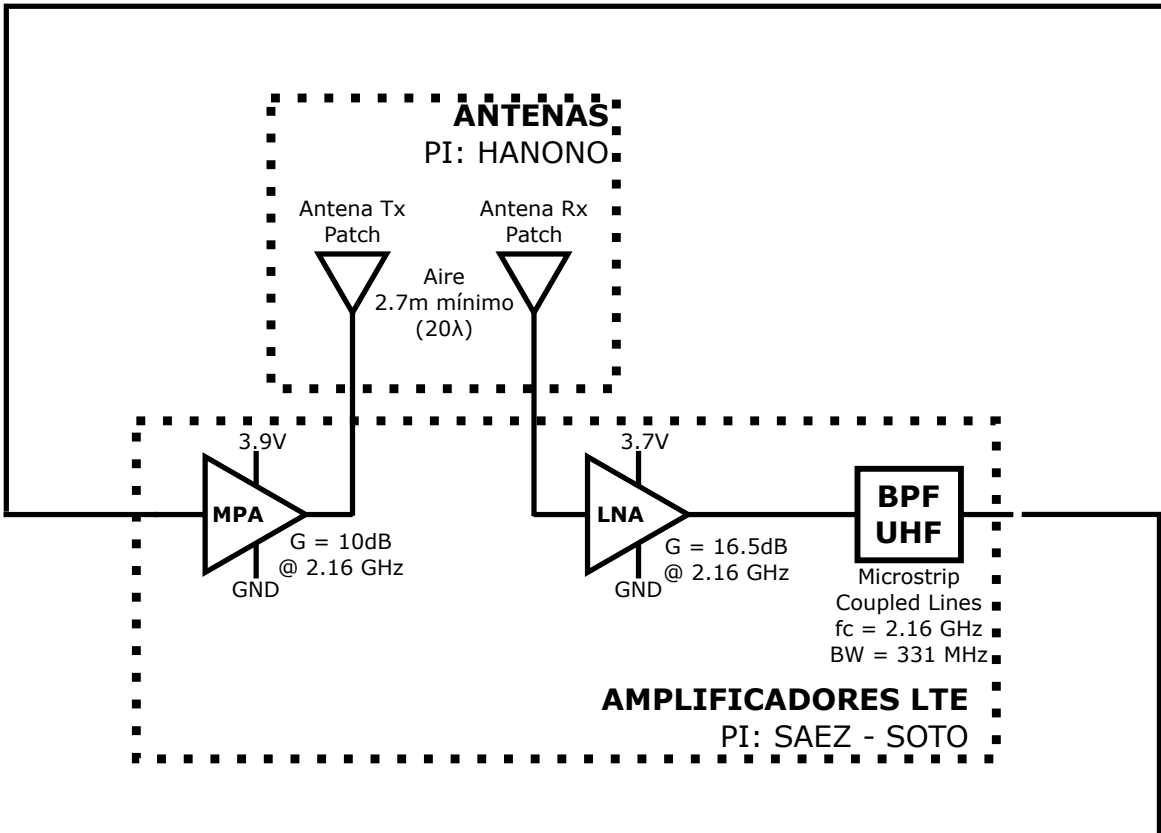 ANTENAS
PI: HANONO
Antena Tx
Patch
Antena Rx
Patch
Aire
2.7m mínimo
(20λ)
3.9V
MPA
G = 10dB
@ 2.16 GHz
GND
3.7V
LNA
G = 16.5dB
@ 2.16 GHz
GND
BPF
UHF
Microstrip
Coupled Lines
fc = 2.16 GHz
BW = 331 MHz
AMPLIFICADORES LTE
PI: SAEZ - SOTO